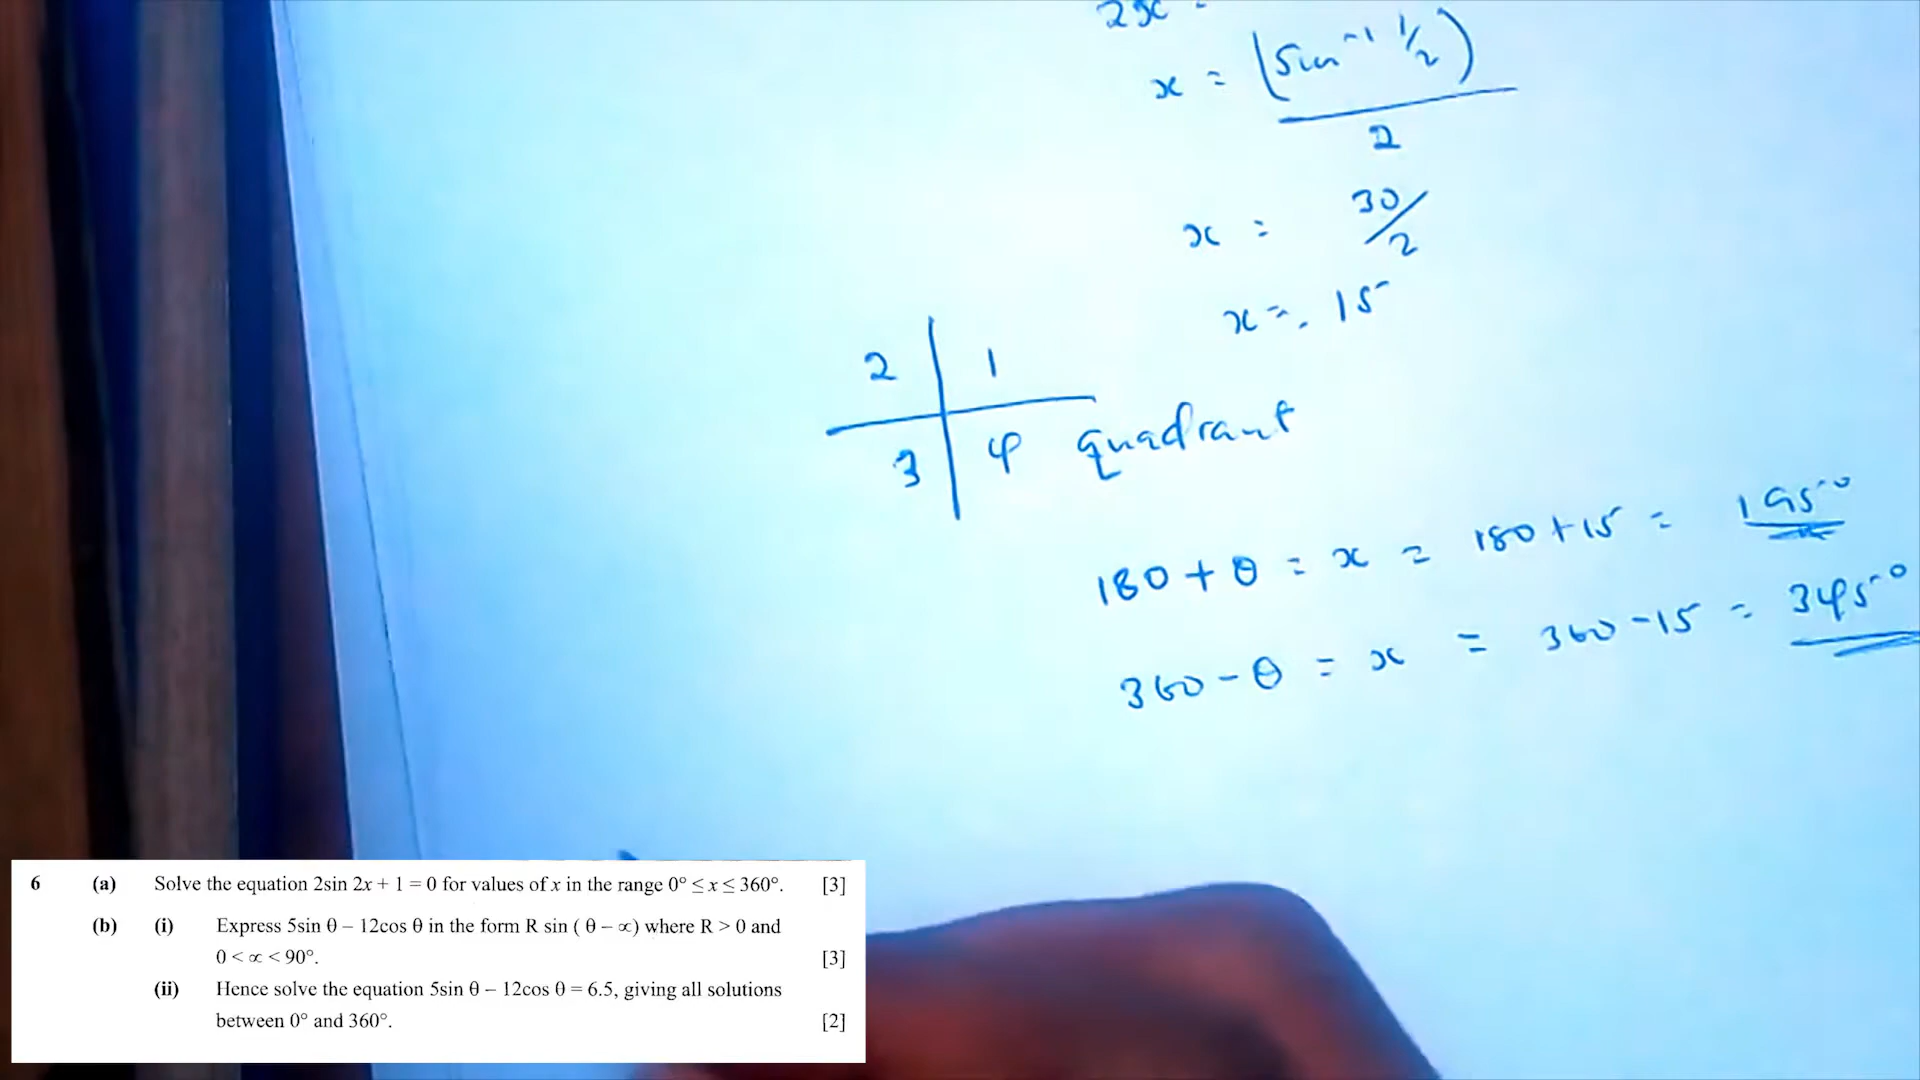 2x
x = (Sin⁻¹ 1/2)
2
x = 30/2
x = 15
2 1
3 4 quadrant
180 + θ = x = 180 + 15 = 195°
360 - θ = x = 360 - 15 = 345°
6 (a) Solve the equation 2sin 2x + 1 = 0 for values of x in the range 0° ≤ x ≤ 360°. [3]
(b) (i) Express 5sin θ – 12cos θ in the form R sin ( θ – ∝) where R > 0 and
0 < ∝ < 90°. [3]
(ii) Hence solve the equation 5sin θ – 12cos θ = 6.5, giving all solutions
between 0° and 360°. [2]